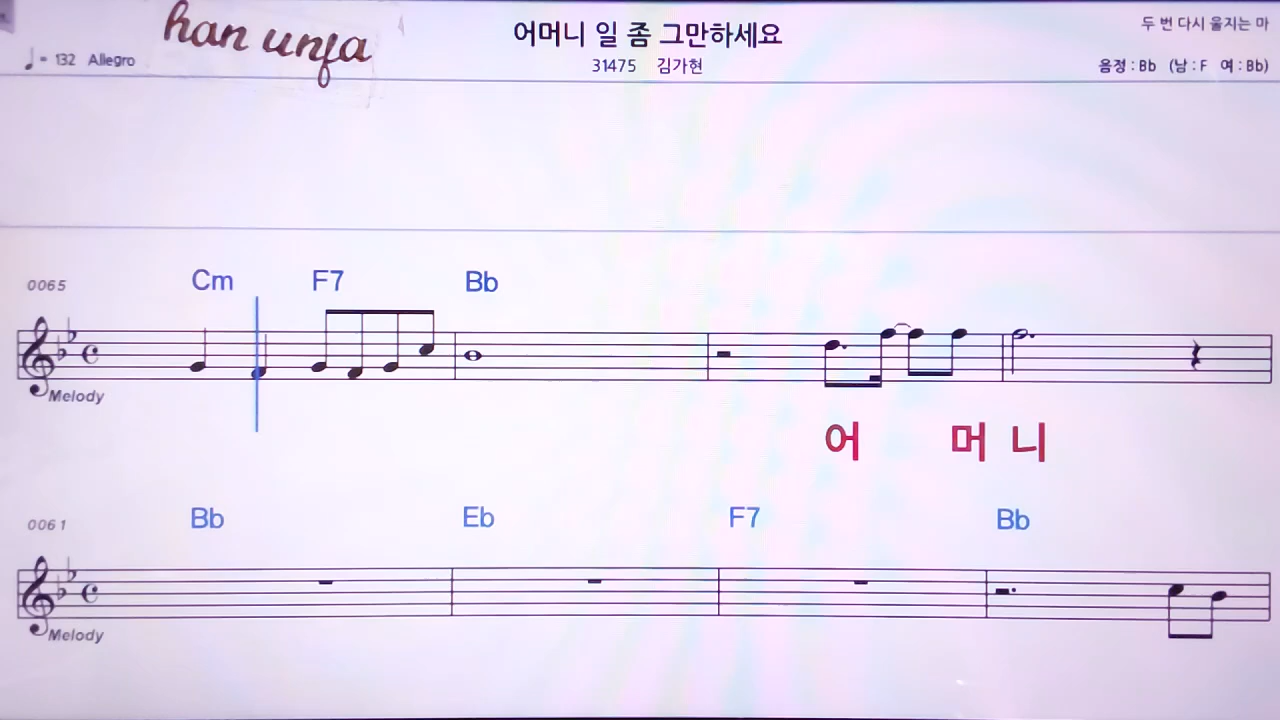 han unja
어머니 일 좀 그만하세요
두 번 다시 울지는 마
♩= 132 Allegro
31475 김가현
음정 : Bb (남 : F 여 : Bb)
0065 Cm F7 Bb
Melody
어 머 니
0061 Bb Eb F7 Bb
Melody